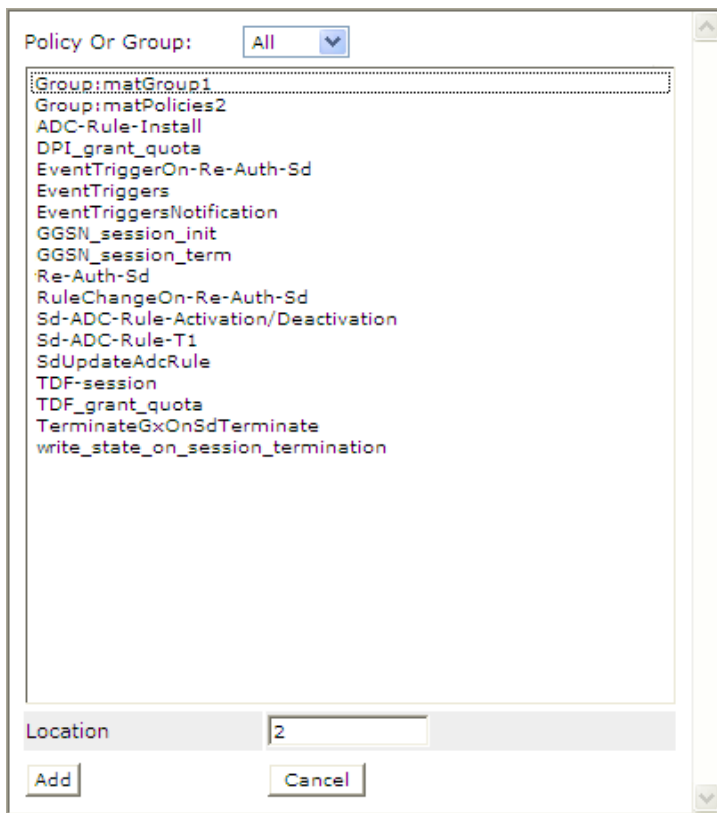 Policy Or Group: All
Group:matGroup1
Group:matPolicies2
ADC-Rule-Install
DPI_grant_quota
EventTriggerOn-Re-Auth-Sd
EventTriggers
EventTriggersNotification
GGSN_session_init
GGSN_session_term
Re-Auth-Sd
RuleChangeOn-Re-Auth-Sd
Sd-ADC-Rule-Activation/Deactivation
Sd-ADC-Rule-T1
SdUpdateAdcRule
TDF-session
TDF_grant_quota
TerminateGxOnSdTerminate
write_state_on_session_termination
Location 2
Add Cancel